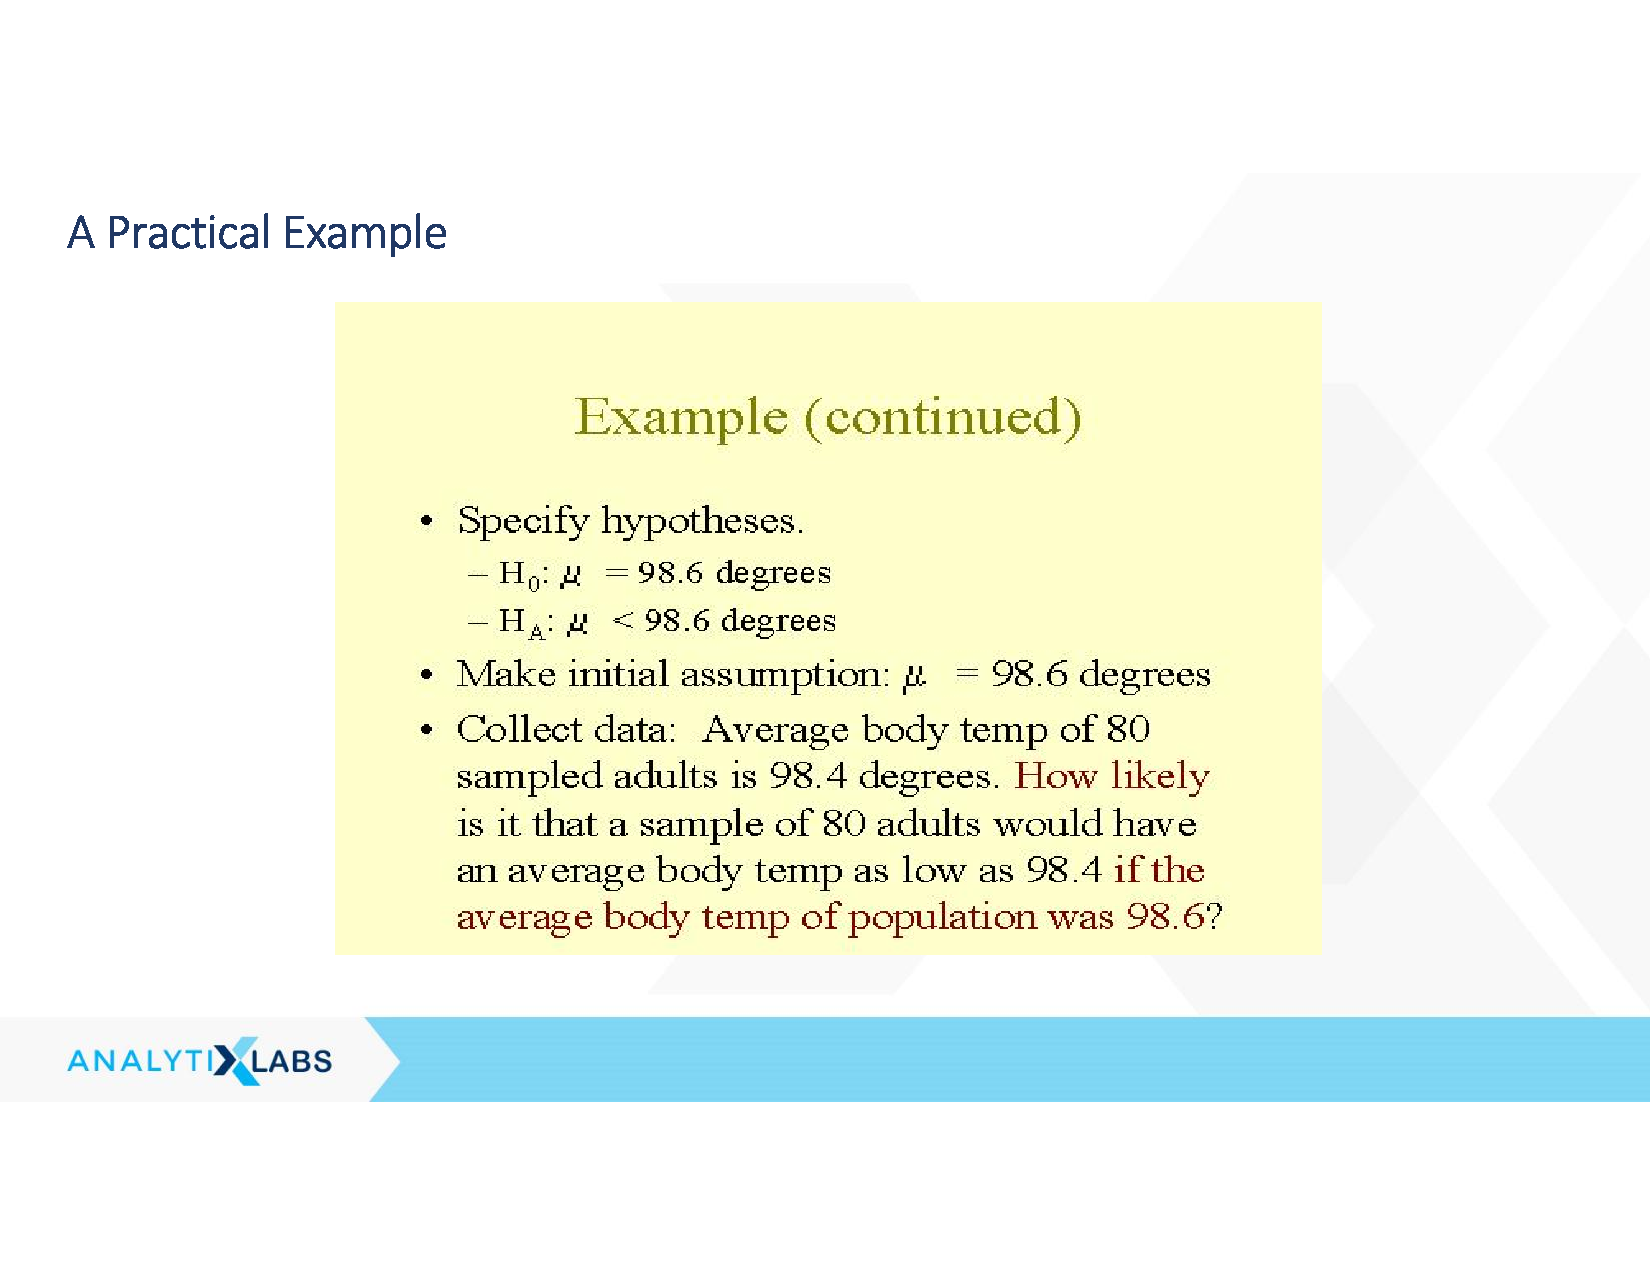 A Practical Example
Example (continued)
• Specify hypotheses.
– H₀: μ = 98.6 degrees
– H_A: μ < 98.6 degrees
• Make initial assumption: μ = 98.6 degrees
• Collect data: Average body temp of 80
sampled adults is 98.4 degrees. How likely
is it that a sample of 80 adults would have
an average body temp as low as 98.4 if the
average body temp of population was 98.6?
ANALYTIXLABS